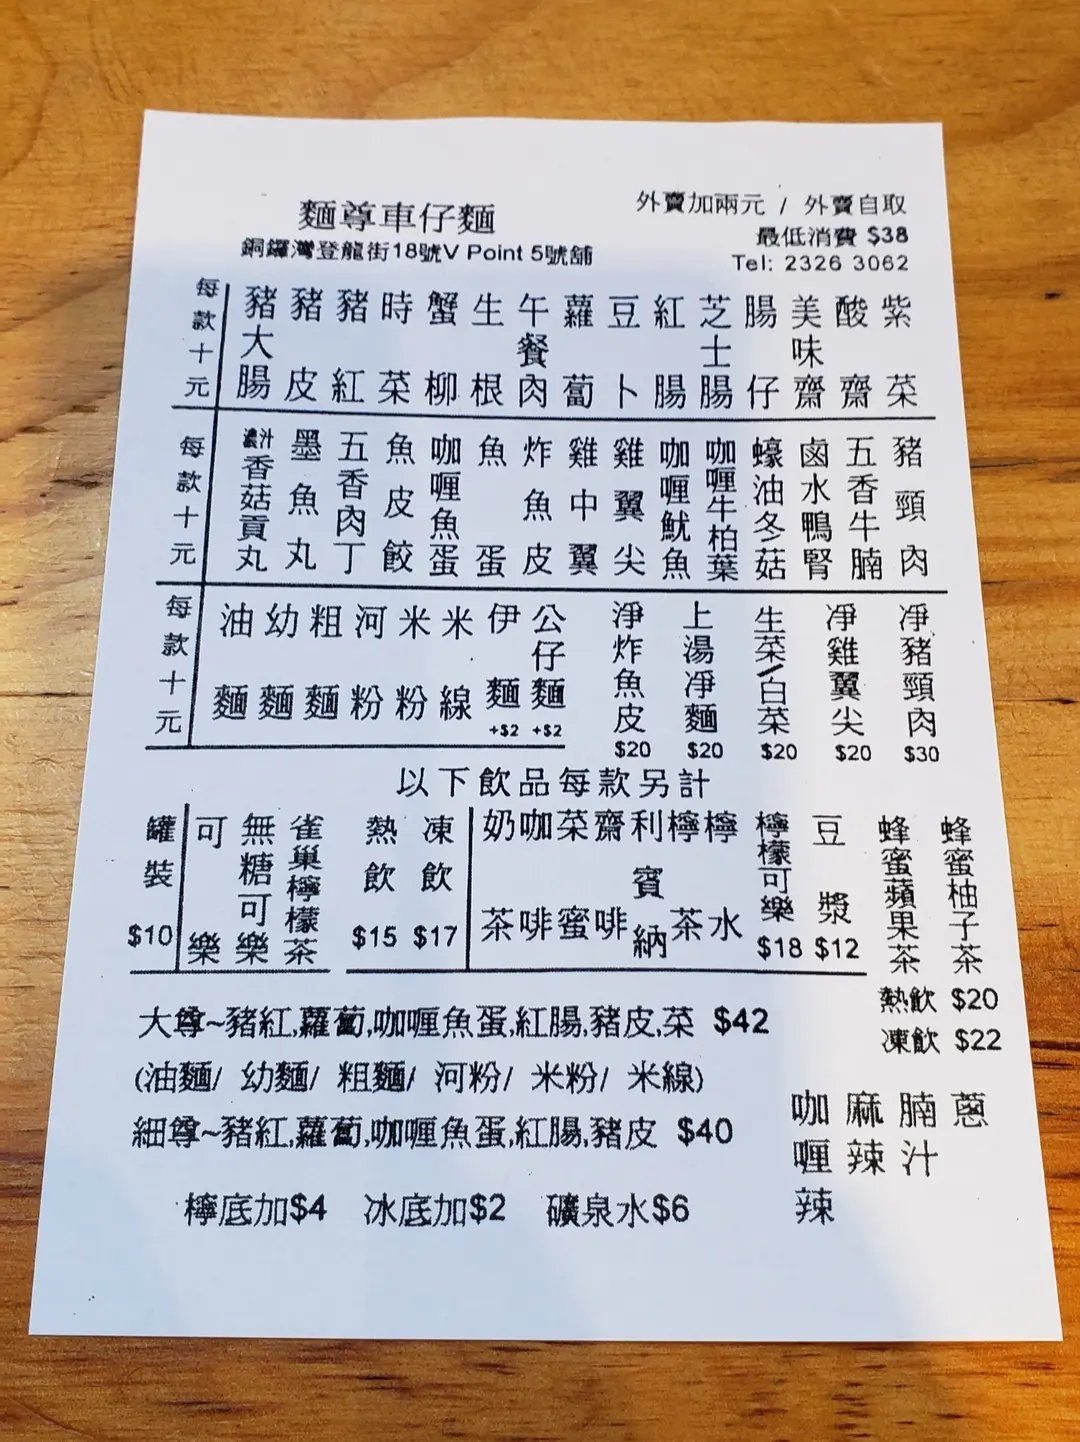 麵尊車仔麵
銅鑼灣登龍街18號V Point 5號舖
外賣加兩元 / 外賣自取
最低消費 $38
Tel: 2326 3062
每款十元
豬大腸
豬皮
豬紅
時菜
蟹柳
生根
午餐肉
蘿蔔
豆卜
紅腸
芝士腸
腸仔
美味齋
酸齋
紫菜
每款十元
濃汁香菇貢丸
墨魚丸
五香肉丁
魚皮餃
咖喱魚蛋
魚蛋
炸魚皮
雞中翼
雞翼尖
咖喱魷魚
咖喱牛柏葉
蠔油冬菇
鹵水鴨腎
五香牛腩
豬頸肉
每款十元
油麵
幼麵
粗麵
河粉
米粉
米線
伊麵 +$2
公仔麵 +$2
淨炸魚皮 $20
上湯凈麵 $20
生菜/白菜 $20
凈雞翼尖 $20
凈豬頸肉 $30
以下飲品每款另計
罐裝 $10
可樂
無糖可樂
雀巢檸檬茶
熱飲 $15
凍飲 $17
奶茶
咖啡
菜蜜
齋啡
利賓納
檸茶
檸水
檸檬可樂 $18
豆漿 $12
蜂蜜蘋果茶
蜂蜜柚子茶
熱飲 $20
凍飲 $22
大尊~豬紅,蘿蔔,咖喱魚蛋,紅腸,豬皮,菜 $42
(油麵/ 幼麵/ 粗麵/ 河粉/ 米粉/ 米線)
細尊~豬紅,蘿蔔,咖喱魚蛋,紅腸,豬皮 $40
檸底加$4 冰底加$2 礦泉水$6
咖喱辣
麻辣
腩汁
蔥